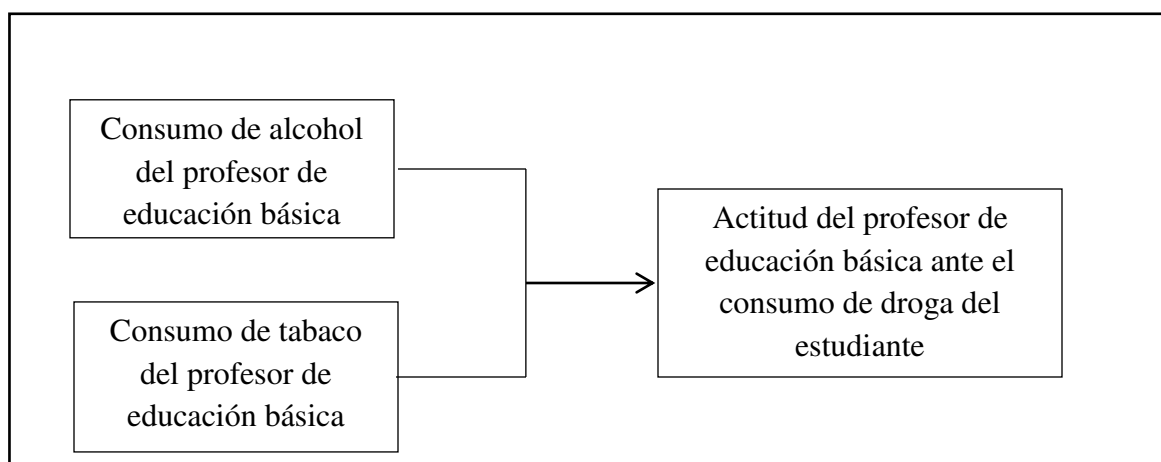 Consumo de alcohol
del profesor de
educación básica
Consumo de tabaco
del profesor de
educación básica
Actitud del profesor de
educación básica ante el
consumo de droga del
estudiante